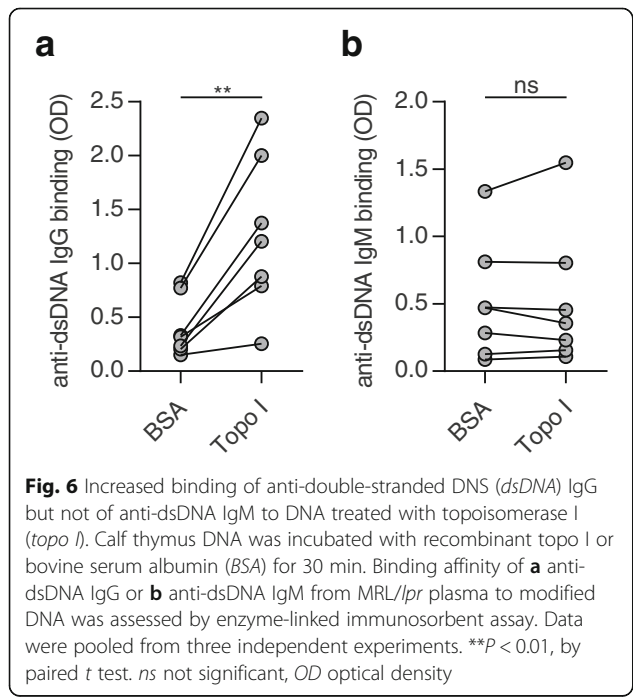 a
b
**
ns
anti-dsDNA IgG binding (OD)
2.5
2.0
1.5
1.0
0.5
0.0
BSA
Topo I
anti-dsDNA IgM binding (OD)
2.0
1.5
1.0
0.5
0.0
BSA
Topo I
Fig. 6 Increased binding of anti-double-stranded DNS (dsDNA) IgG
but not of anti-dsDNA IgM to DNA treated with topoisomerase I
(topo I). Calf thymus DNA was incubated with recombinant topo I or
bovine serum albumin (BSA) for 30 min. Binding affinity of a anti-
dsDNA IgG or b anti-dsDNA IgM from MRL/lpr plasma to modified
DNA was assessed by enzyme-linked immunosorbent assay. Data
were pooled from three independent experiments. **P < 0.01, by
paired t test. ns not significant, OD optical density